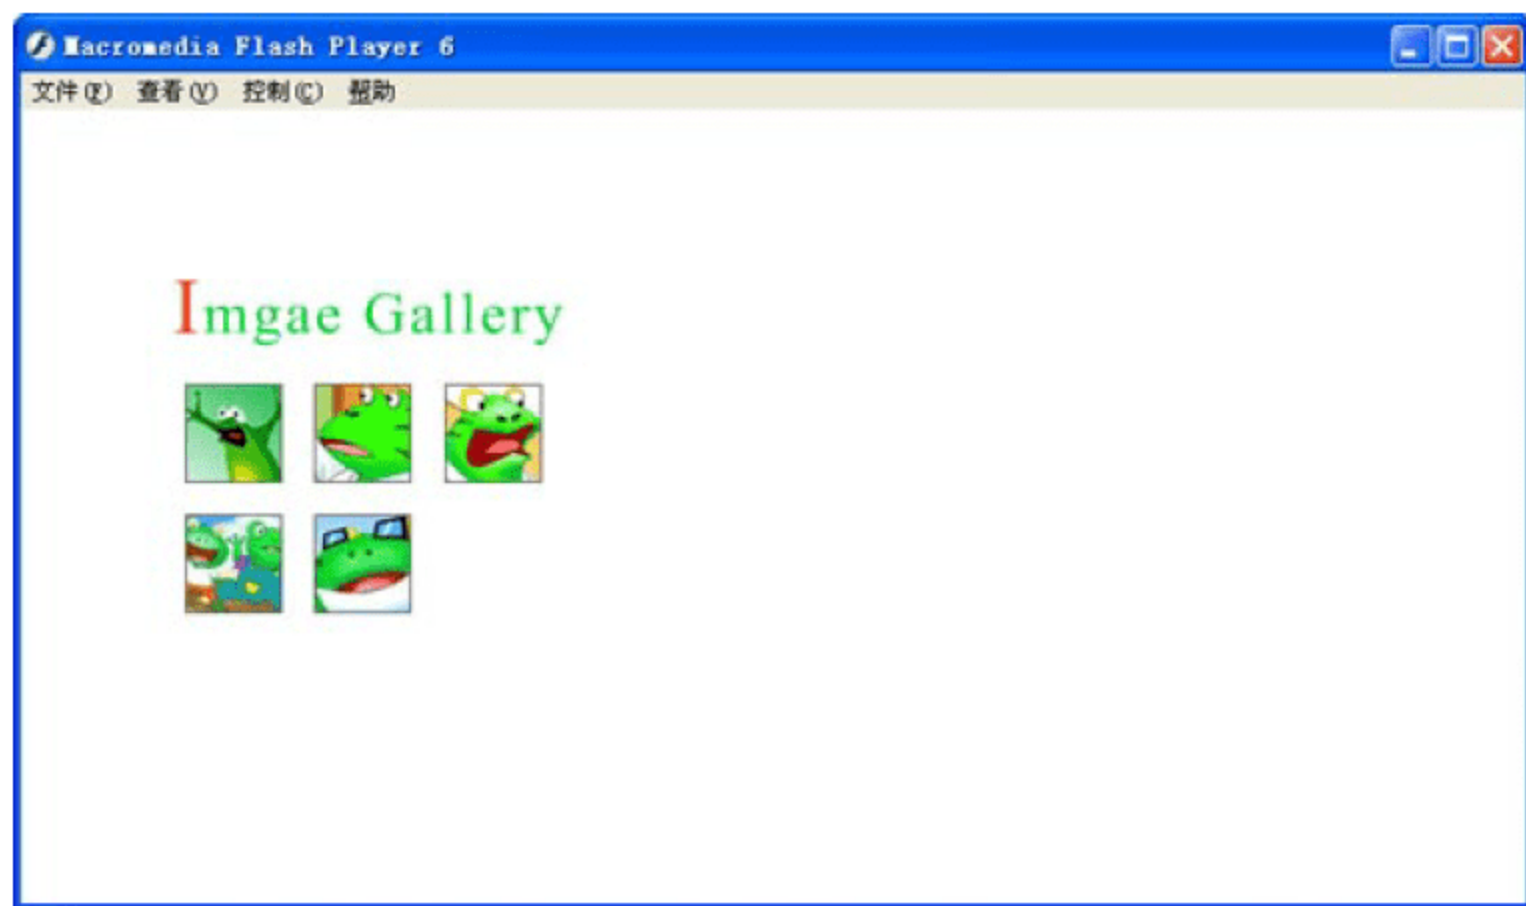 Macromedia Flash Player 6
文件(F) 查看(V) 控制(C) 帮助
Imgae Gallery